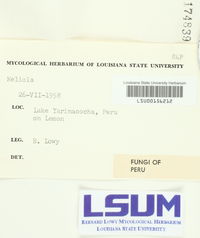 174839
MYCOLOGICAL HERBARIUM OF LOUISIANA STATE UNIVERSITY
Meliola
26-VII-1958
Louisiana State University Herbarium
LSU00154212
LOC. Lake Yarinacocha, Peru
on Lemon
LEG. B. Lowy
DET.
FUNGI OF
PERU
LSUM
BERNARD LOWY MYCOLOGICAL HERBARIUM
LOUISIANA STATE UNIVERSITY